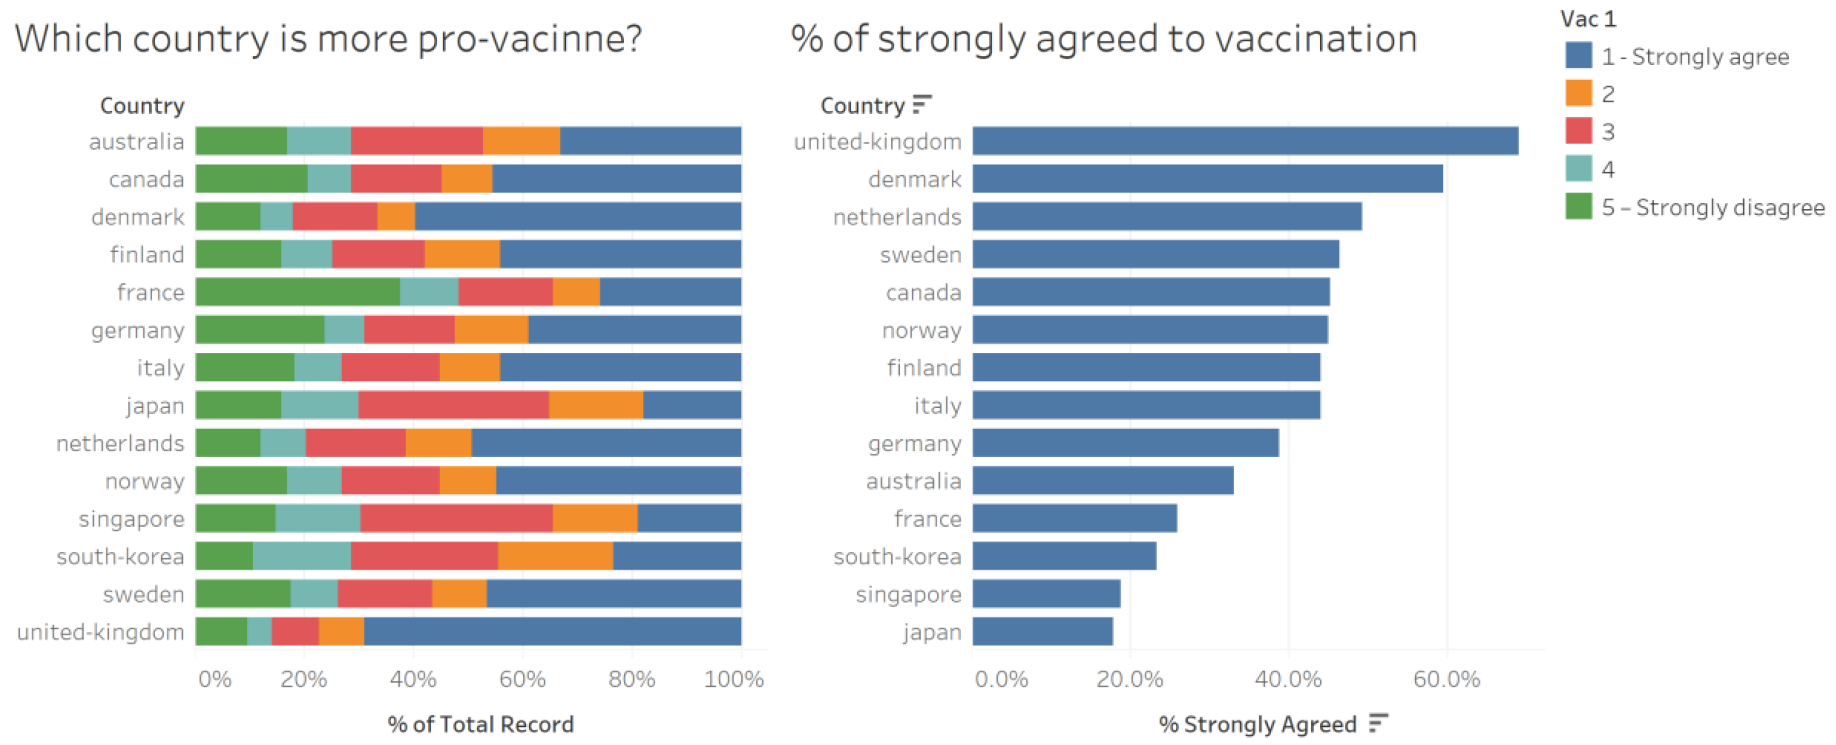 Which country is more pro-vacinne?
Country
australia
canada
denmark
finland
france
germany
italy
japan
netherlands
norway
singapore
south-korea
sweden
united-kingdom
0% 20% 40% 60% 80% 100%
% of Total Record
% of strongly agreed to vaccination
Country
united-kingdom
denmark
netherlands
sweden
canada
norway
finland
italy
germany
australia
france
south-korea
singapore
japan
0.0% 20.0% 40.0% 60.0%
% Strongly Agreed
Vac 1
1 - Strongly agree
2
3
4
5 – Strongly disagree